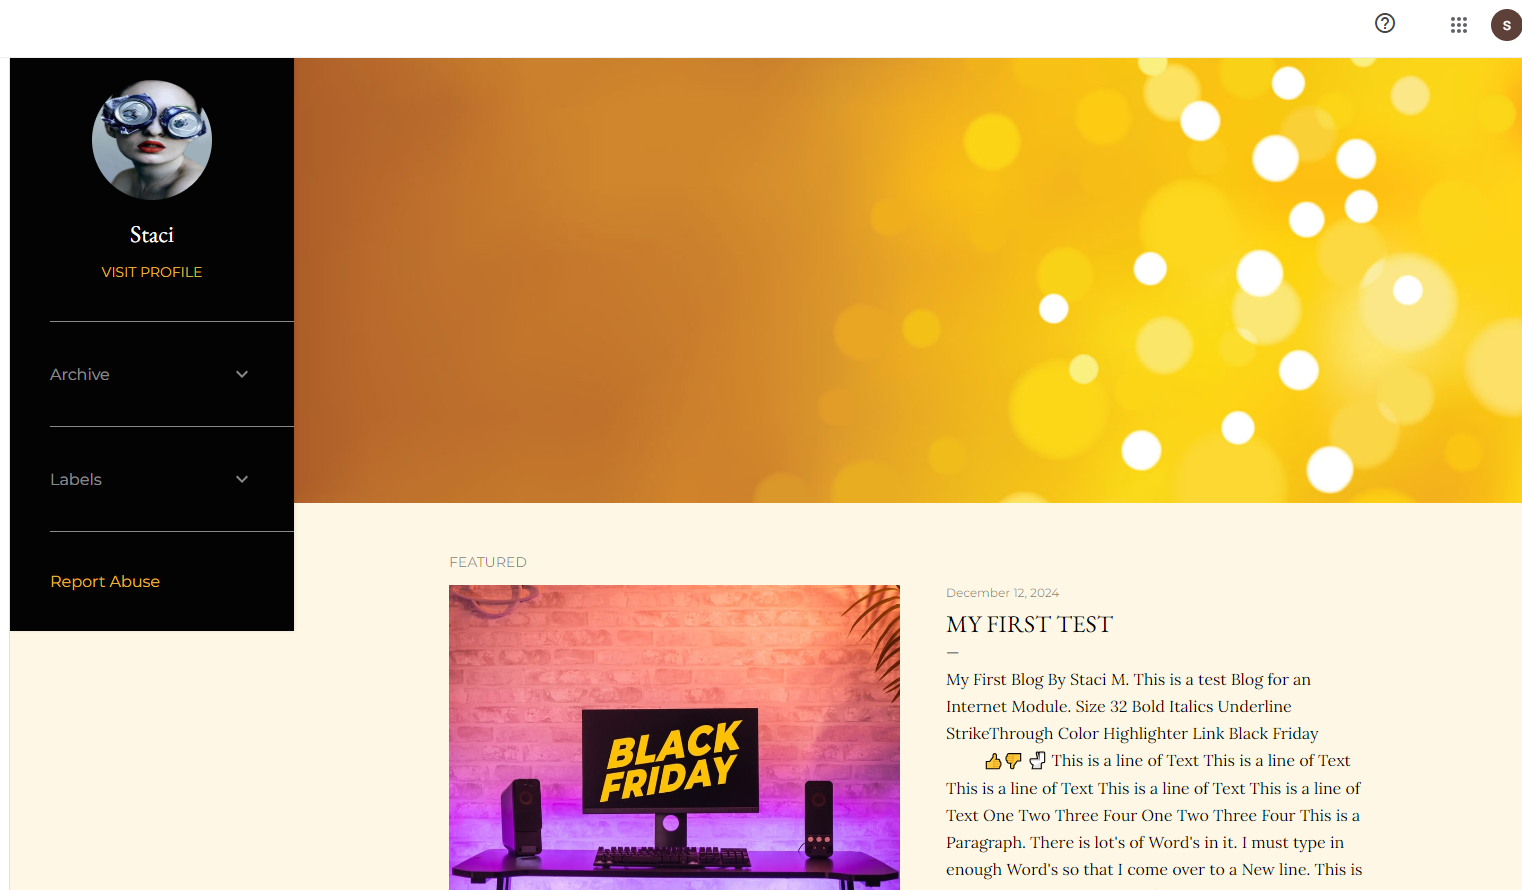 S
Staci
VISIT PROFILE
Archive
Labels
Report Abuse
FEATURED
BLACK
FRIDAY
December 12, 2024
MY FIRST TEST
—
My First Blog By Staci M. This is a test Blog for an
Internet Module. Size 32 Bold Italics Underline
StrikeThrough Color Highlighter Link Black Friday
👍👎 This is a line of Text This is a line of Text
This is a line of Text This is a line of Text This is a line of
Text One Two Three Four One Two Three Four This is a
Paragraph. There is lot's of Word's in it. I must type in
enough Word's so that I come over to a New line. This is